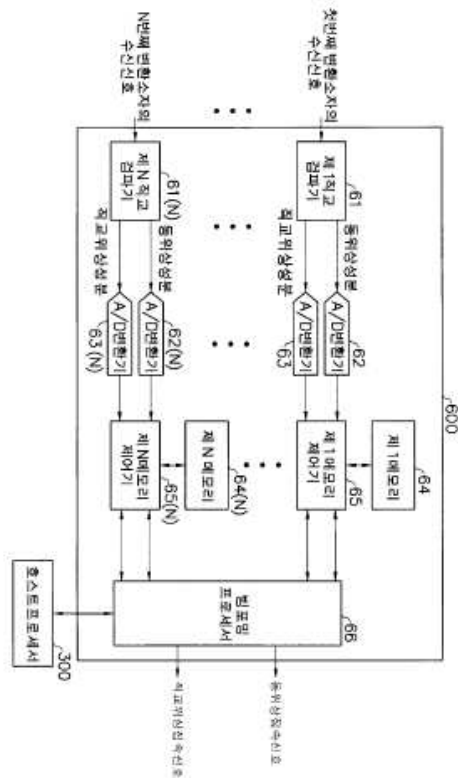 600
첫번째 변환소자의
수신신호
제 1직교
검파기
61
동위상성분
직교위상성분
A/D변환기
62
A/D변환기
63
제 1메모리
64
제 1 메모리
제어기
65
N번째 변환소자의
수신신호
제 N 직교
검파기
61(N)
동위상성분
직교위상성분
A/D변환기
62(N)
A/D변환기
63(N)
제 N 메모리
64(N)
제 N메모리
제어기
65(N)
빔포밍
프로세서
66
동위상집속신호
직교위상집속신호
호스트프로세서
300